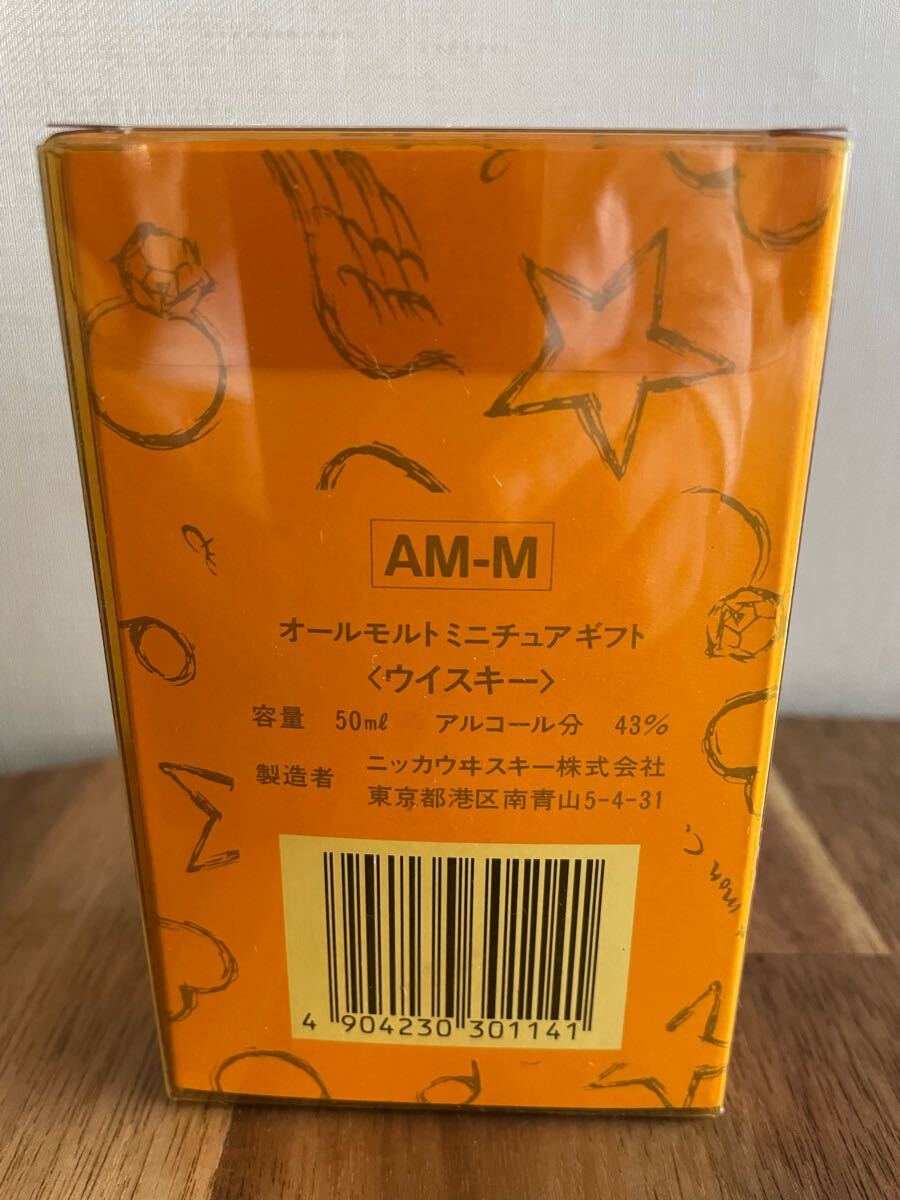 AM-M
オールモルトミニチュアギフト
〈ウイスキー〉
容量 50ml アルコール分 43%
製造者 ニッカウヰスキー株式会社
東京都港区南青山5-4-31
4 904230 301141